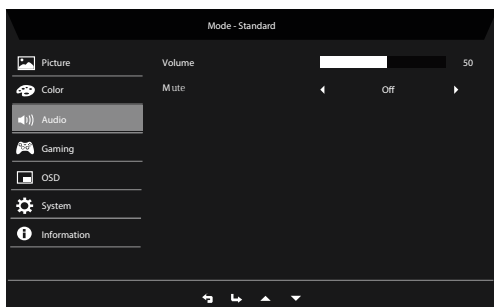 Mode - Standard
Picture
Volume 50
Color
Mute Off
Audio
Gaming
OSD
System
Information